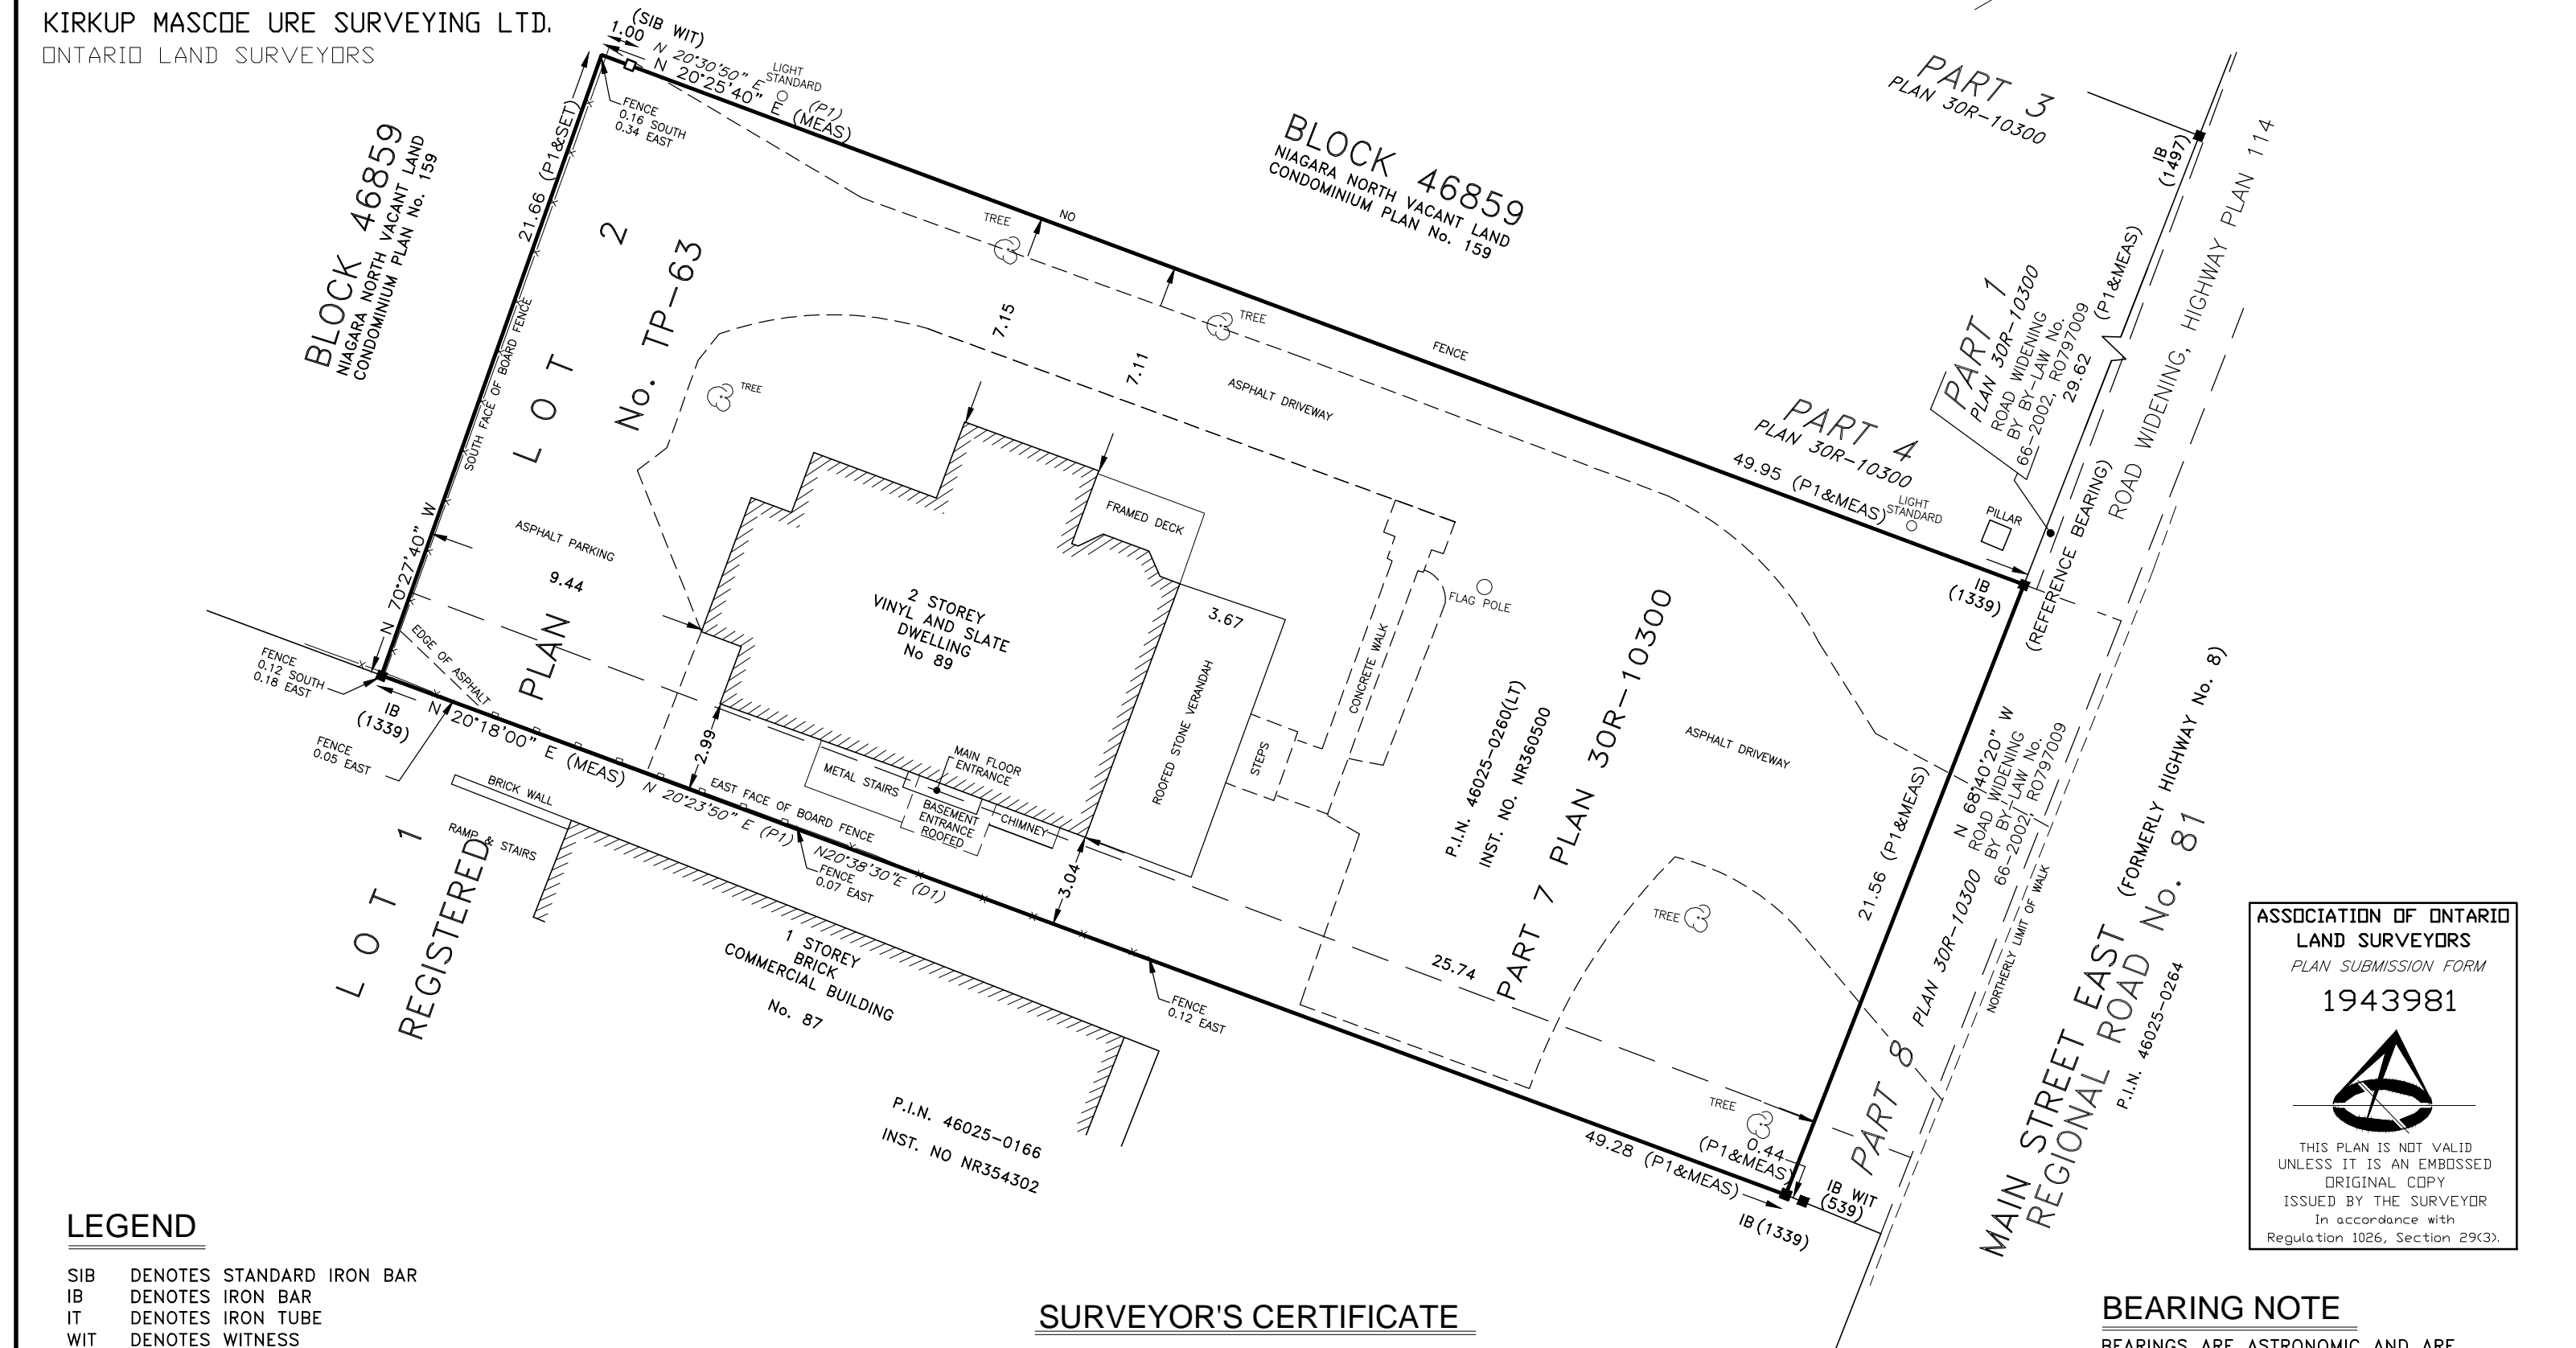 KIRKUP MASCOE URE SURVEYING LTD.
ONTARIO LAND SURVEYORS
(SIB WIT)
1.00
N 20°30'50" E (P1)
N 20°25'40" E (MEAS)
LIGHT
STANDARD
FENCE
0.16 SOUTH
0.34 EAST
21.66 (P1&SET)
N 70°27'40" W
BLOCK 46859
NIAGARA NORTH VACANT LAND
CONDOMINIUM PLAN No. 159
SOUTH FACE OF BOARD FENCE
LOT 2
PLAN No. TP-63
TREE
NO
FENCE
BLOCK 46859
NIAGARA NORTH VACANT LAND
CONDOMINIUM PLAN No. 159
PART 3
PLAN 30R-10300
IB
(1497)
ROAD WIDENING, HIGHWAY PLAN 114
29.62 (P1&MEAS)
PART 1
PLAN 30R-10300
ROAD WIDENING
BY BY-LAW No.
66-2002, RO797009
7.15
7.11
TREE
TREE
ASPHALT DRIVEWAY
PART 4
PLAN 30R-10300
49.95 (P1&MEAS)
LIGHT
STANDARD
PILLAR
IB
(1339)
(REFERENCE BEARING)
N 68°40'20" W
ASPHALT PARKING
9.44
FRAMED DECK
2 STOREY
VINYL AND SLATE
DWELLING
No 89
3.67
ROOFED STONE VERANDAH
STEPS
CONCRETE WALK
FLAG POLE
P.I.N. 46025-0260(LT)
INST. NO. NR360500
PART 7 PLAN 30R-10300
ASPHALT DRIVEWAY
21.56 (P1&MEAS)
ROAD WIDENING
BY BY-LAW No.
66-2002, RO797009
PART 8 PLAN 30R-10300
NORTHERLY LIMIT OF WALK
MAIN STREET EAST (FORMERLY HIGHWAY No. 8)
REGIONAL ROAD No. 81
P.I.N. 46025-0264
FENCE
0.12 SOUTH
0.18 EAST
EDGE OF ASPHALT
IB
(1339)
N 20°18'00" E (MEAS)
N 20°23'50" E (P1)
N20°38'30"E (D1)
FENCE
0.05 EAST
2.99
METAL STAIRS
MAIN FLOOR
ENTRANCE
BASEMENT
ENTRANCE
ROOFED
CHIMNEY
EAST FACE OF BOARD FENCE
BRICK WALL
RAMP & STAIRS
FENCE
0.07 EAST
3.04
FENCE
0.12 EAST
25.74
TREE
TREE
LOT 1
REGISTERED
1 STOREY
BRICK
COMMERCIAL BUILDING
No. 87
P.I.N. 46025-0166
INST. NO NR354302
49.28 (P1&MEAS)
0.44
(P1&MEAS)
IB WIT
(539)
IB (1339)
ASSOCIATION OF ONTARIO
LAND SURVEYORS
PLAN SUBMISSION FORM
1943981
THIS PLAN IS NOT VALID
UNLESS IT IS AN EMBOSSED
ORIGINAL COPY
ISSUED BY THE SURVEYOR
In accordance with
Regulation 1026, Section 29(3).
LEGEND
SIB DENOTES STANDARD IRON BAR
IB DENOTES IRON BAR
IT DENOTES IRON TUBE
WIT DENOTES WITNESS
SURVEYOR'S CERTIFICATE
BEARING NOTE
BEARINGS ARE ASTRONOMIC AND ARE